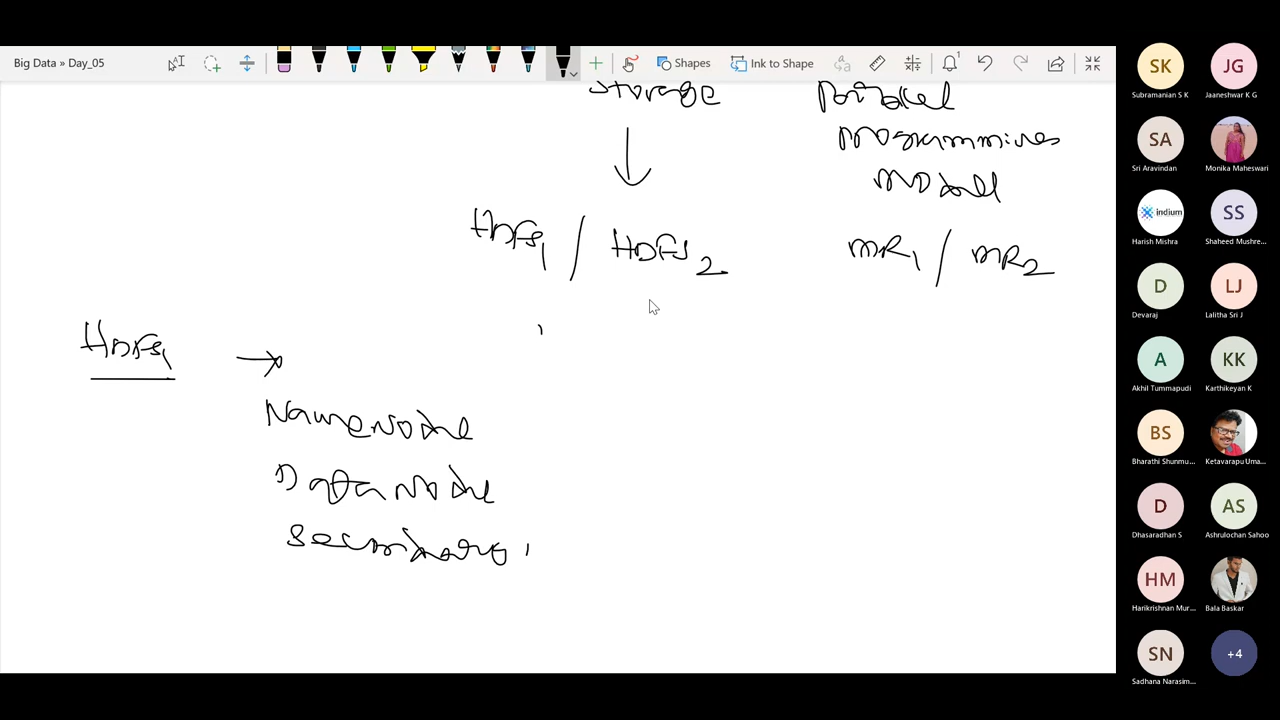 Big Data » Day_05
Shapes
Ink to Shape
1
Storage
Parallel
Programming
Model
HDFS1 / HDFS2
MR1 / MR2
HDFS1 →
NameNode
DataNode
Secondary
SK
Subramanian S K
JG
Jaaneshwar K G
SA
Sri Aravindan
Monika Maheswari
indium
Harish Mishra
SS
Shaheed Mushre...
D
Devaraj
LJ
Lalitha Sri J
A
Akhil Tummapudi
KK
Karthikeyan K
BS
Bharathi Shunmu...
Ketavarapu Uma...
D
Dhasaradhan S
AS
Ashrulochan Sahoo
HM
Harikrishnan Mur...
Bala Baskar
SN
Sadhana Narasim...
+4